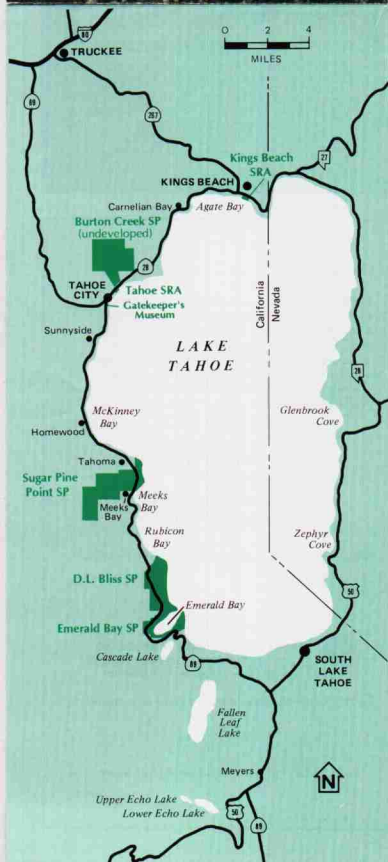 80
TRUCKEE
0 4
MILES
89
267
27
Kings Beach
SRA
KINGS BEACH
Carnelian Bay
Agate Bay
Burton Creek SP
(undeveloped)
28
TAHOE
CITY
Tahoe SRA
Gatekeeper's
Museum
California
Nevada
Sunnyside
LAKE
TAHOE
28
McKinney
Bay
Glenbrook
Cove
Homewood
Tahoma
Sugar Pine
Point SP
Meeks
Bay
Meeks
Bay
Rubicon
Bay
Zephyr
Cove
D.L. Bliss SP
50
Emerald Bay
Emerald Bay SP
Cascade Lake
89
SOUTH
LAKE
TAHOE
Fallen
Leaf
Lake
Meyers
N
Upper Echo Lake
Lower Echo Lake
50
89